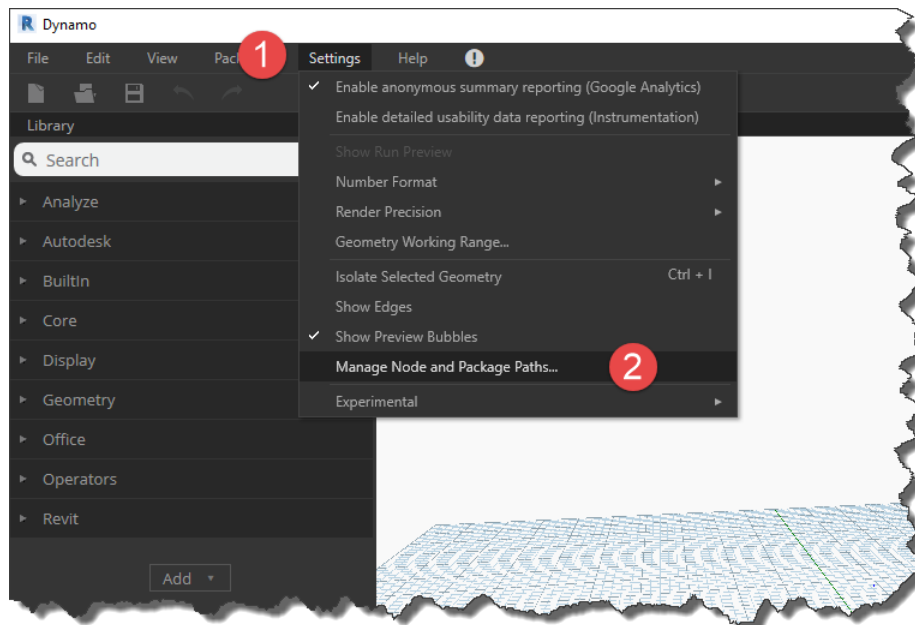 Dynamo
File Edit View Pac 1 Settings Help
Enable anonymous summary reporting (Google Analytics)
Enable detailed usability data reporting (Instrumentation)
Library
Show Run Preview
Search
Number Format
Analyze
Render Precision
Autodesk
Geometry Working Range...
BuiltIn
Isolate Selected Geometry Ctrl + I
Show Edges
Core
Show Preview Bubbles
Display
Manage Node and Package Paths... 2
Geometry
Experimental
Office
Operators
Revit
Add